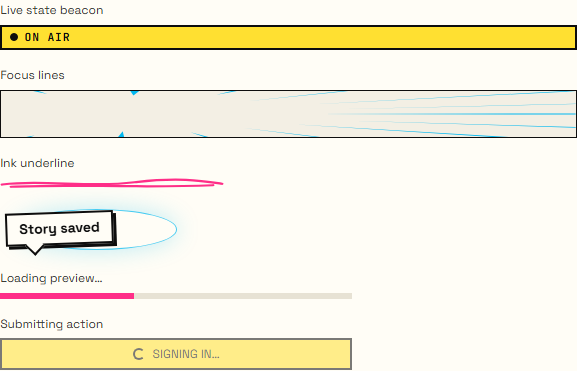 Live state beacon
ON AIR
Focus lines
Ink underline
Story saved
Loading preview...
Submitting action
SIGNING IN...